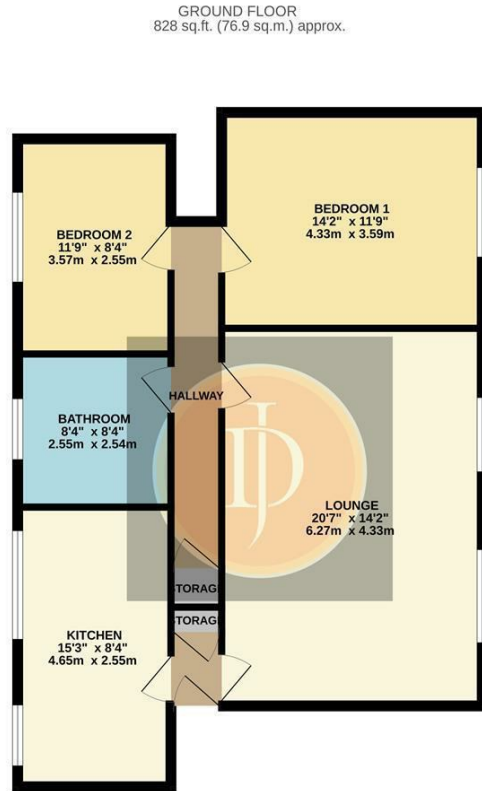 GROUND FLOOR
828 sq.ft. (76.9 sq.m.) approx.
BEDROOM 1
14'2" x 11'9"
4.33m x 3.59m
BEDROOM 2
11'9" x 8'4"
3.57m x 2.55m
HALLWAY
BATHROOM
8'4" x 8'4"
2.55m x 2.54m
LOUNGE
20'7" x 14'2"
6.27m x 4.33m
STORAGE
STORAGE
KITCHEN
15'3" x 8'4"
4.65m x 2.55m
JD